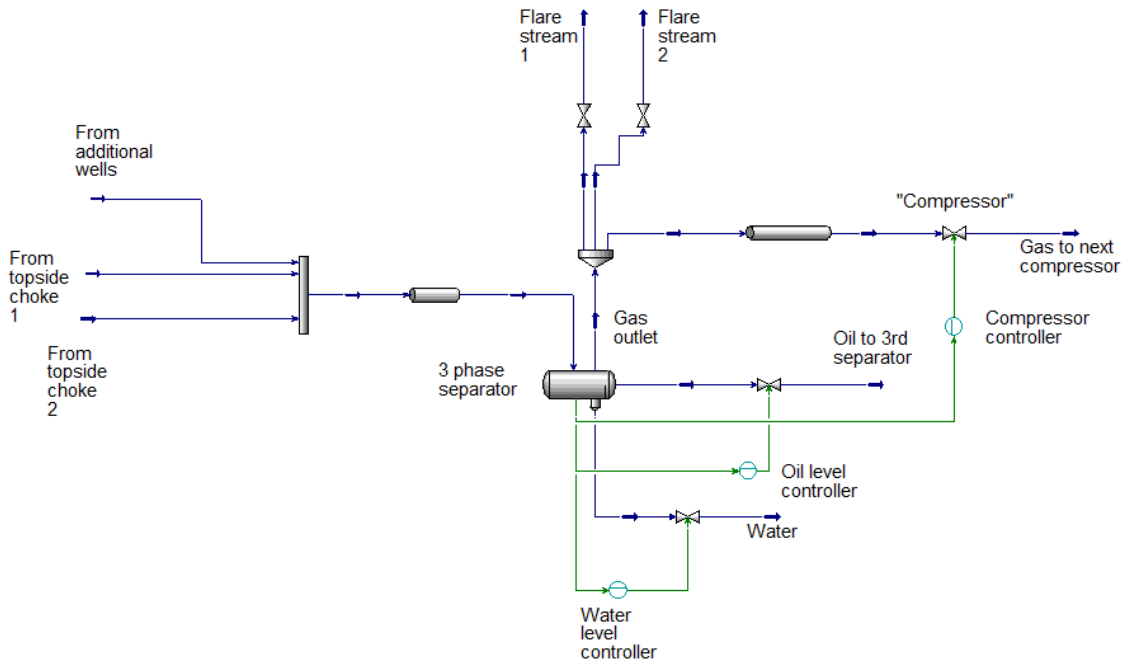 Flare
stream
1
Flare
stream
2
From
additional
wells
"Compressor"
From
topside
choke
1
Gas to next
compressor
Gas
outlet
Compressor
controller
Oil to 3rd
separator
From
topside
choke
2
3 phase
separator
Oil level
controller
Water
Water
level
controller